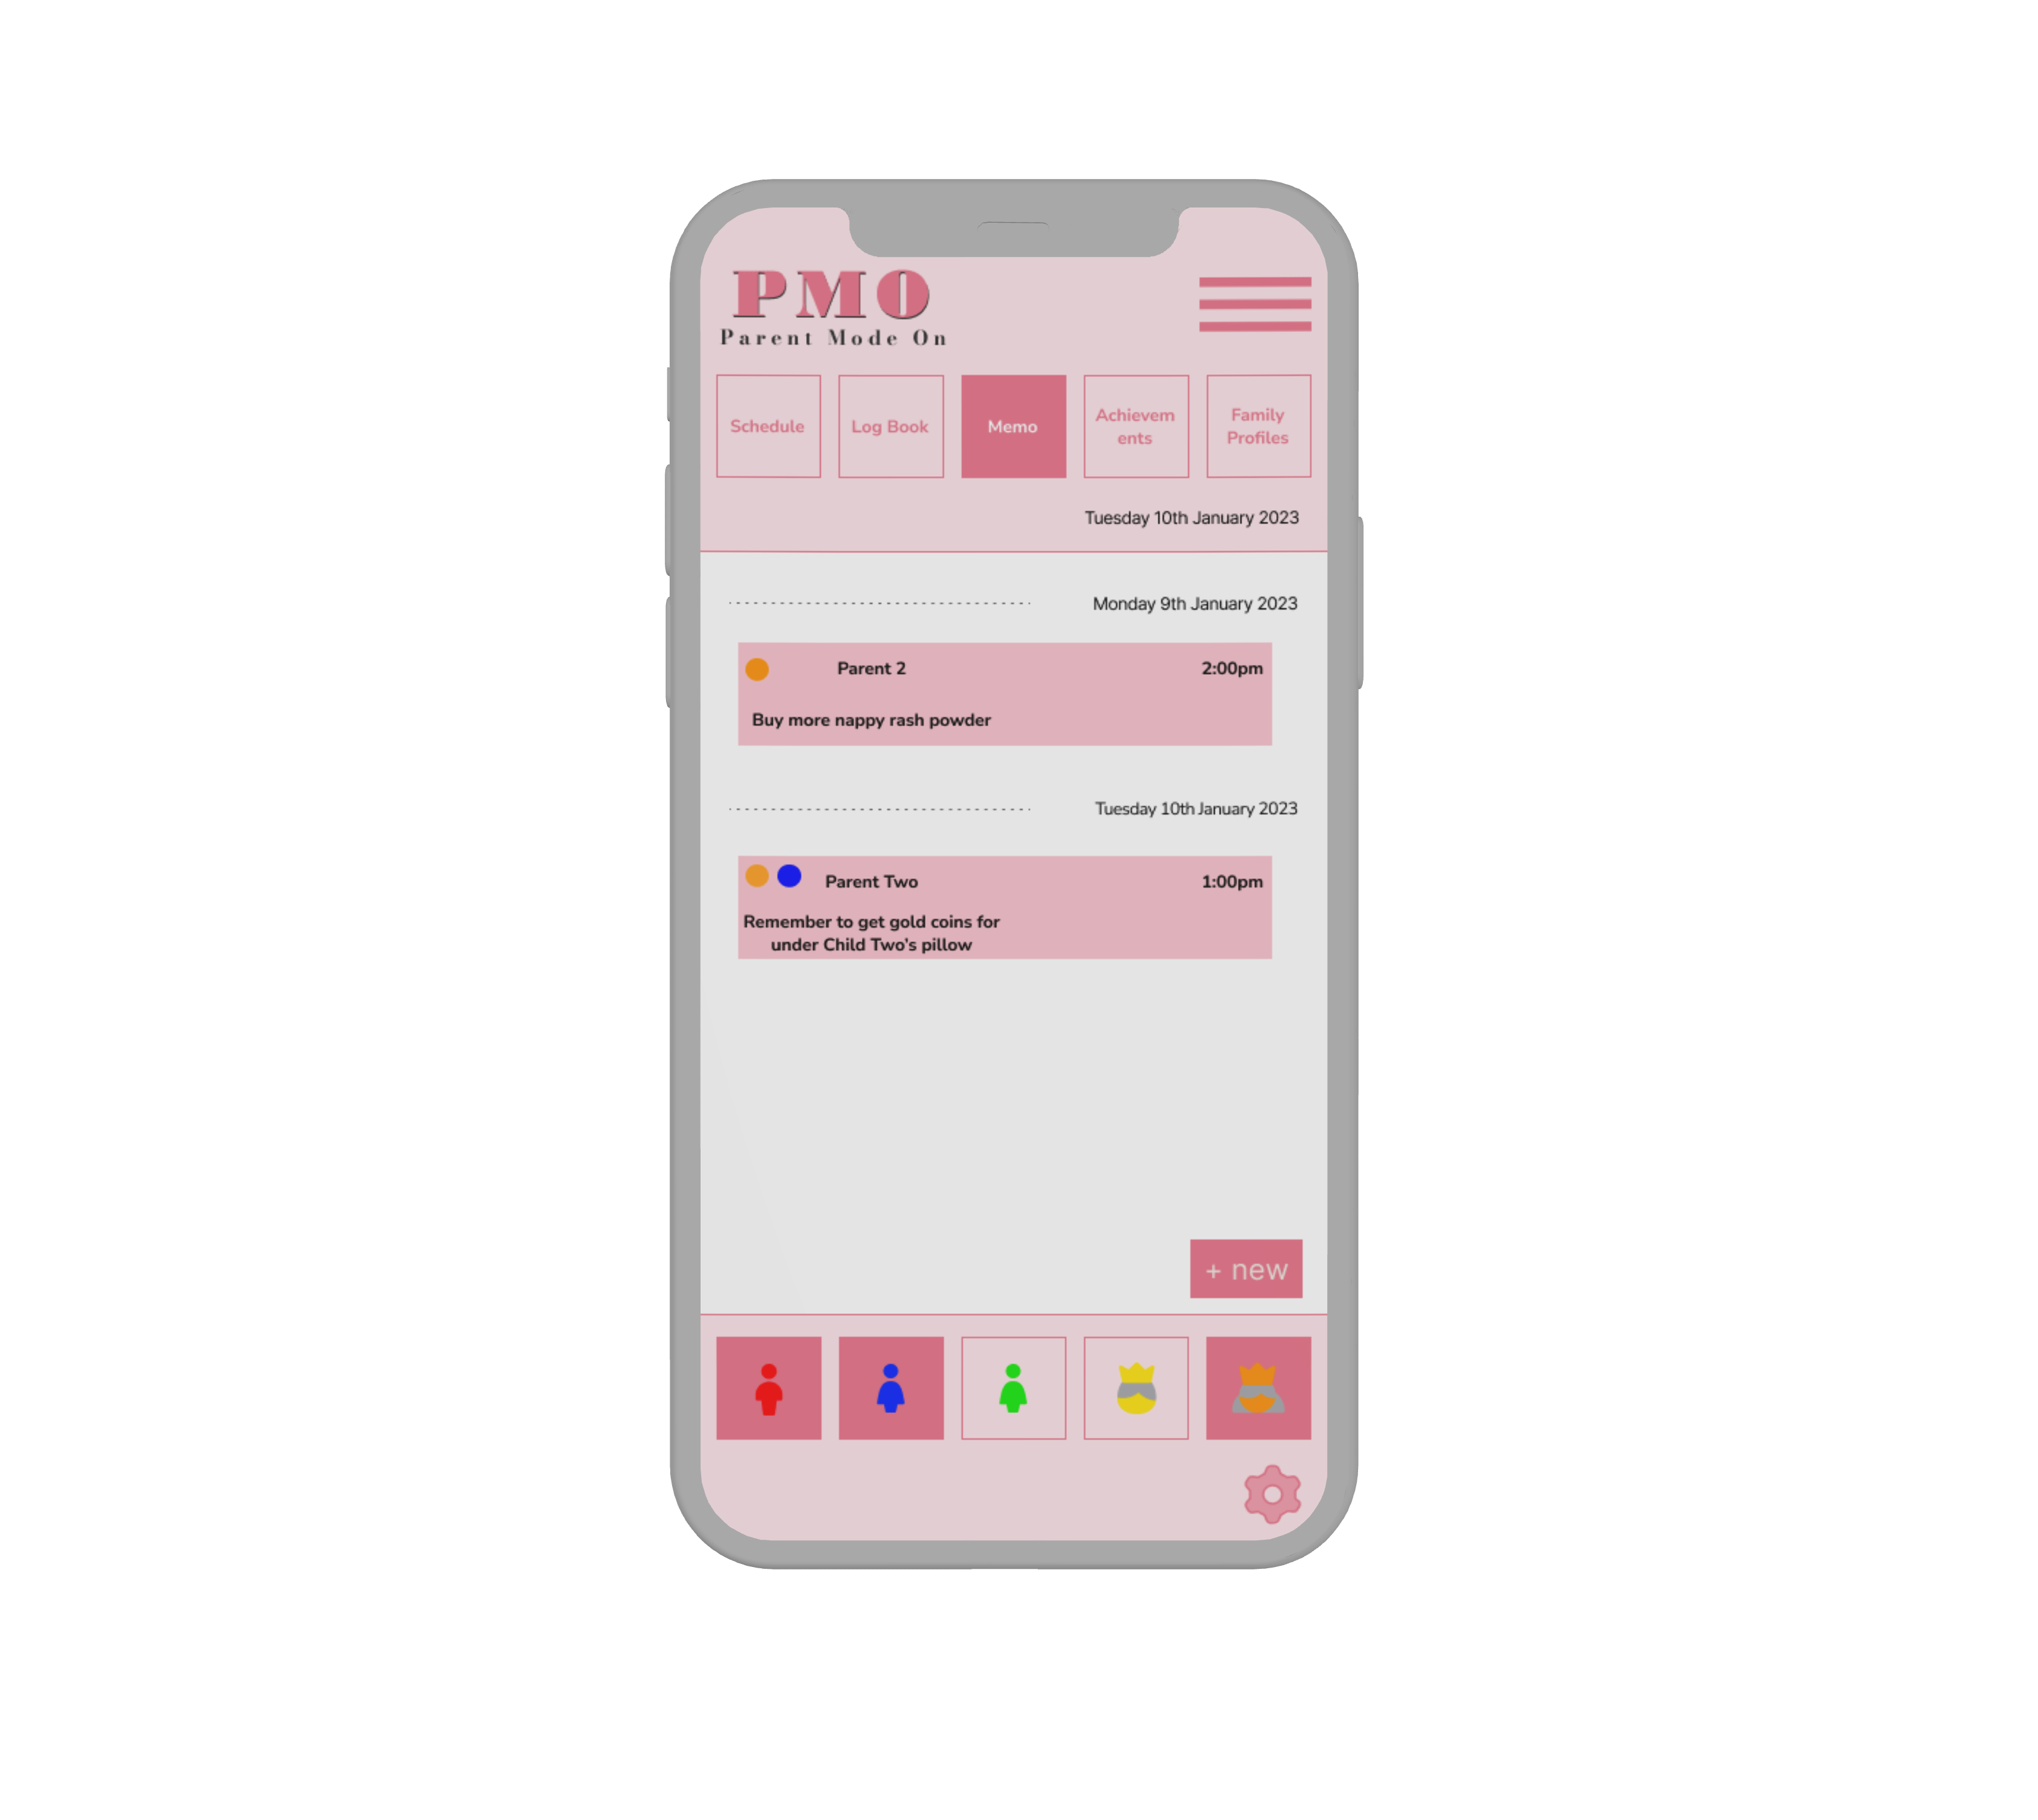 PMO
Parent Mode On
Schedule
Log Book
Memo
Achievem
ents
Family
Profiles
Tuesday 10th January 2023
Monday 9th January 2023
Parent 2 2:00pm
Buy more nappy rash powder
Tuesday 10th January 2023
Parent Two 1:00pm
Remember to get gold coins for
under Child Two's pillow
+ new